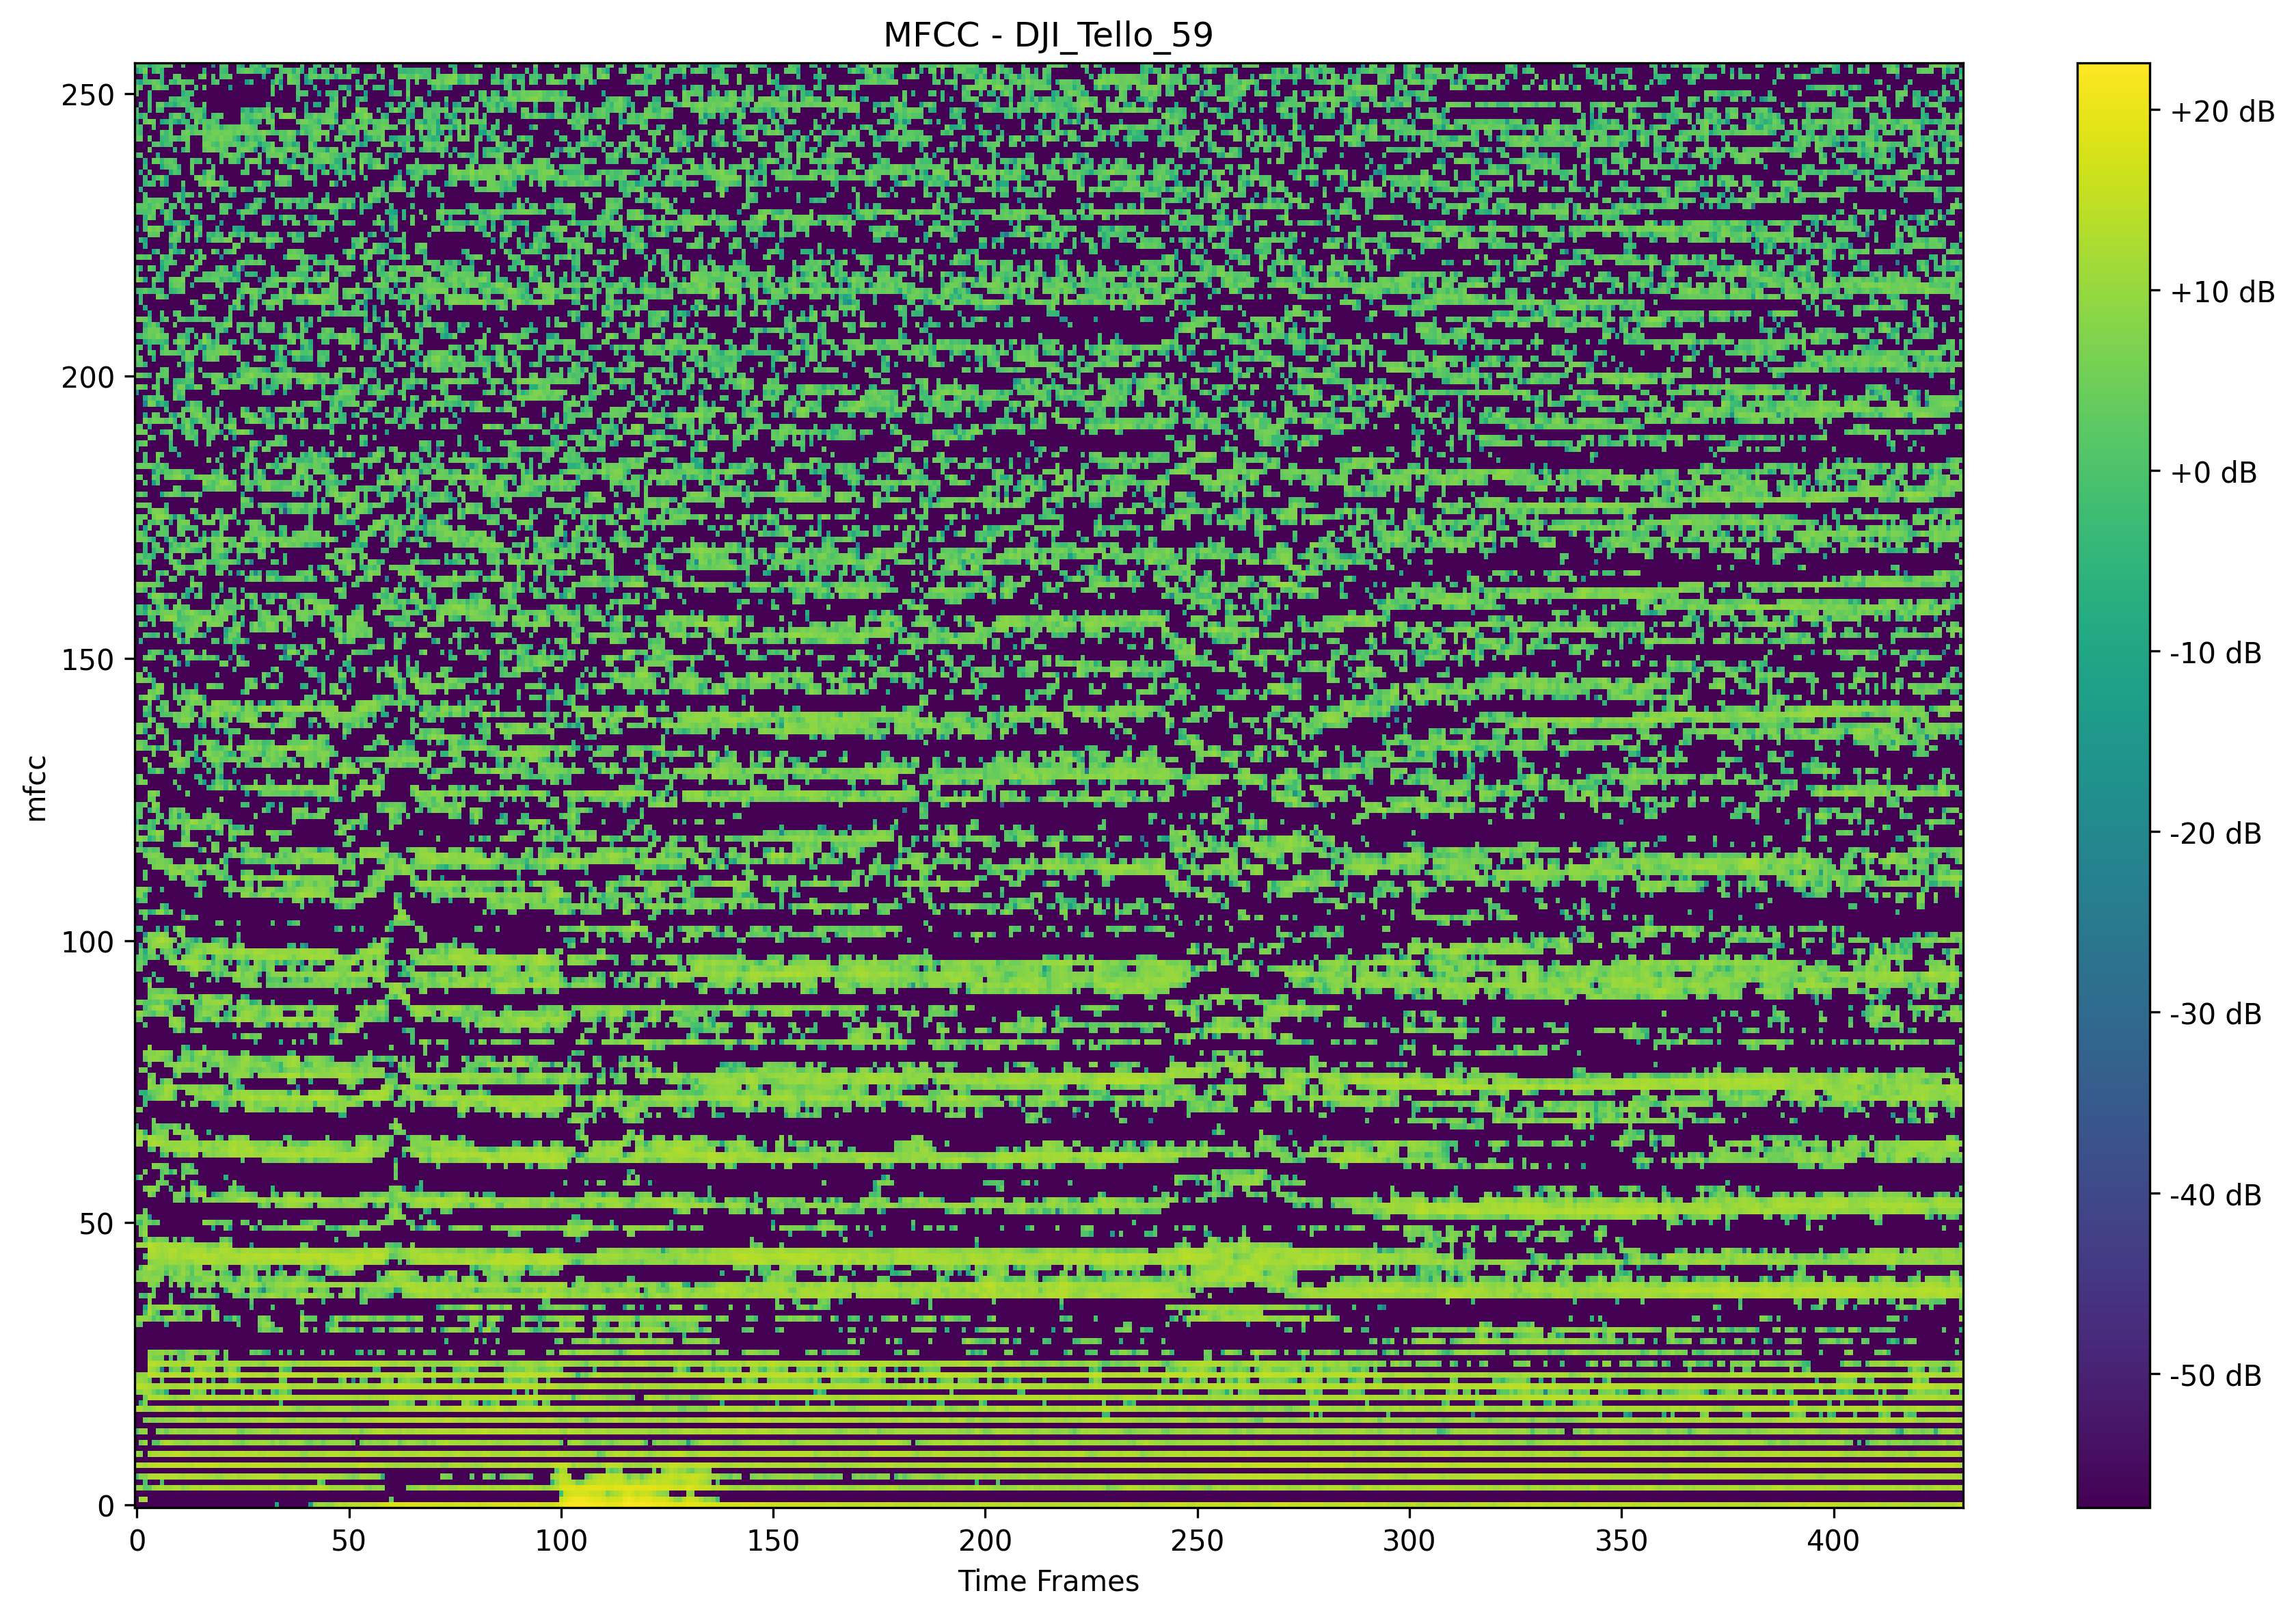 MFCC - DJI_Tello_59
250
200
150
100
50
0
mfcc
0 50 100 150 200 250 300 350 400
Time Frames
+20 dB
+10 dB
+0 dB
-10 dB
-20 dB
-30 dB
-40 dB
-50 dB